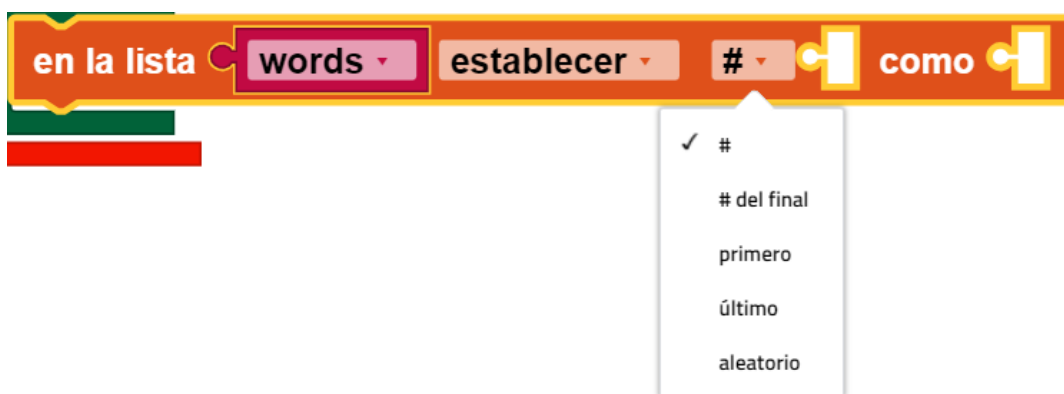 en la lista words establecer # como
✓ #
# del final
primero
último
aleatorio